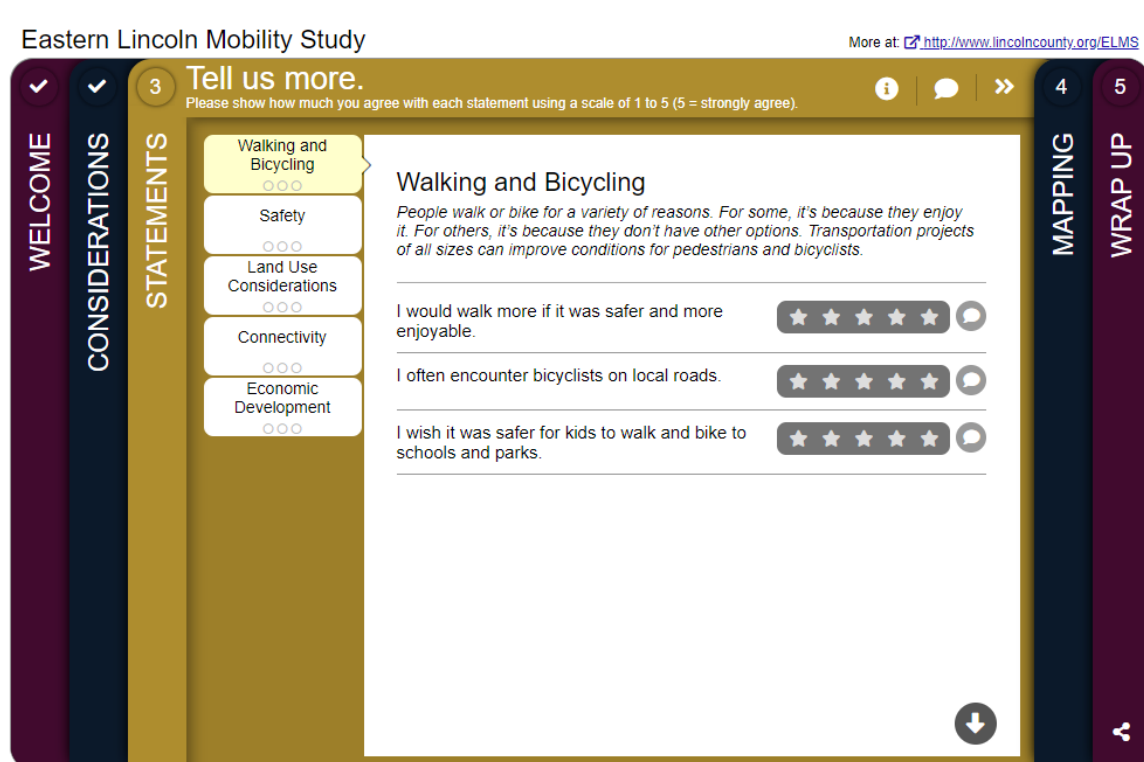 Eastern Lincoln Mobility Study
More at: http://www.lincolncounty.org/ELMS
WELCOME
CONSIDERATIONS
3
STATEMENTS
Tell us more.
Please show how much you agree with each statement using a scale of 1 to 5 (5 = strongly agree).
Walking and
Bicycling
Safety
Land Use
Considerations
Connectivity
Economic
Development
Walking and Bicycling
People walk or bike for a variety of reasons. For some, it's because they enjoy
it. For others, it's because they don't have other options. Transportation projects
of all sizes can improve conditions for pedestrians and bicyclists.
I would walk more if it was safer and more
enjoyable.
I often encounter bicyclists on local roads.
I wish it was safer for kids to walk and bike to
schools and parks.
4
MAPPING
5
WRAP UP